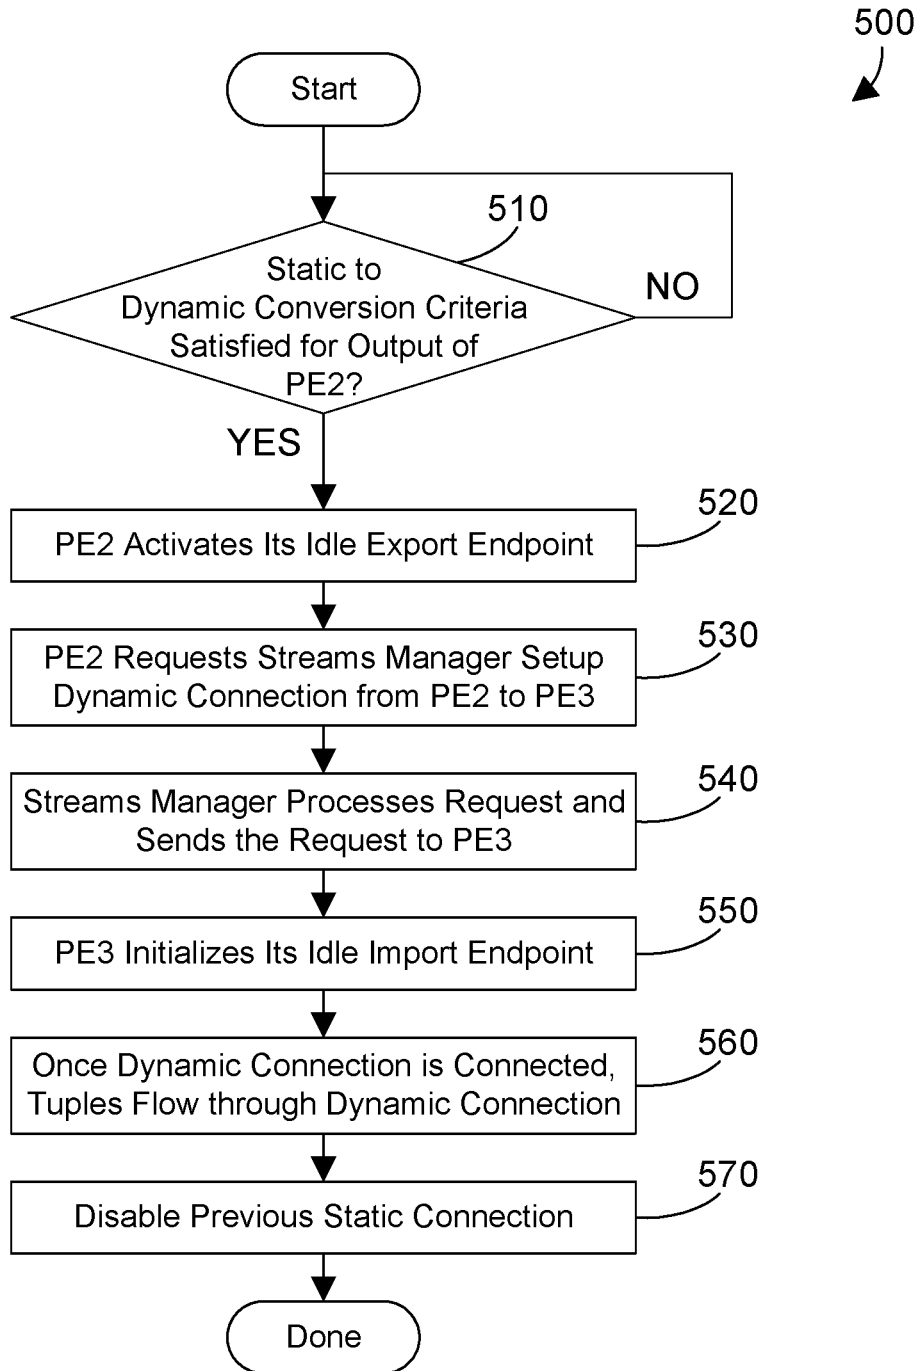 500
Start
510
Static to
Dynamic Conversion Criteria
Satisfied for Output of
PE2?
NO
YES
520
PE2 Activates Its Idle Export Endpoint
530
PE2 Requests Streams Manager Setup
Dynamic Connection from PE2 to PE3
540
Streams Manager Processes Request and
Sends the Request to PE3
550
PE3 Initializes Its Idle Import Endpoint
560
Once Dynamic Connection is Connected,
Tuples Flow through Dynamic Connection
570
Disable Previous Static Connection
Done